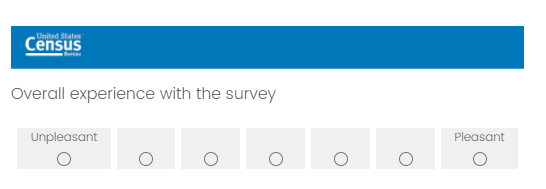 United States®
Census
Bureau
Overall experience with the survey
Unpleasant Pleasant